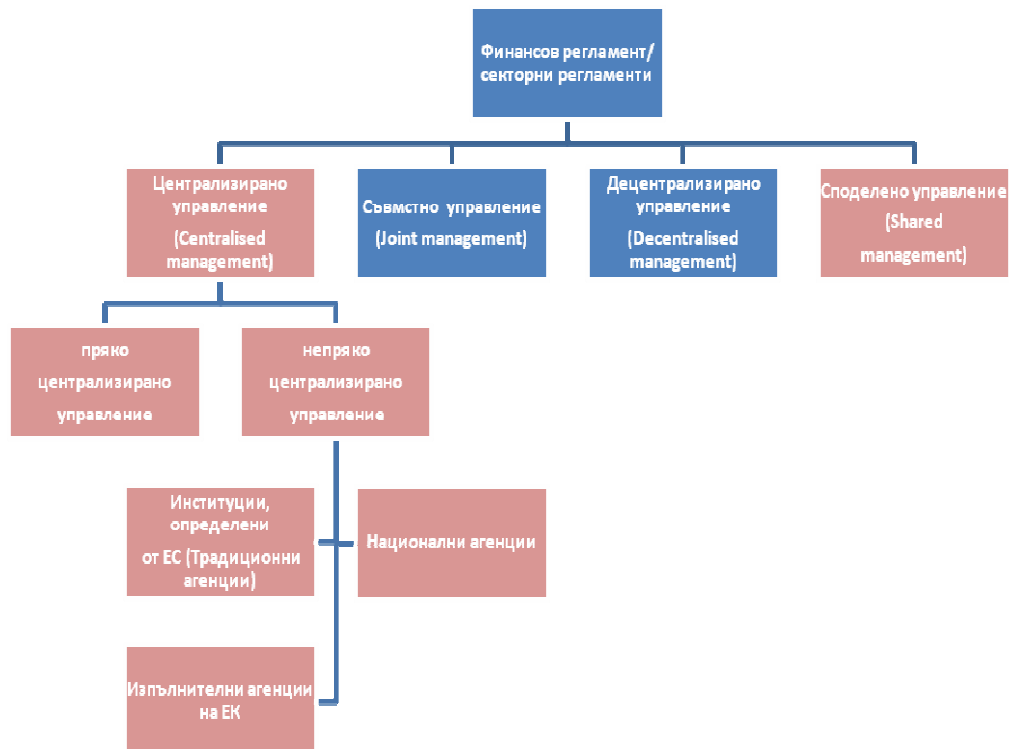 Финансов регламент/
секторни регламенти
Централизирано
управление
(Centralised
management)
Съвмстно управление
(Joint management)
Децентрализирано
управление
(Decentralised
management)
Споделено управление
(Shared
management)
пряко
централизирано
управление
непряко
централизирано
управление
Институции,
определени
от ЕС (Традиционни
агенции)
Национални агенции
Изпълнителни агенции
на ЕК